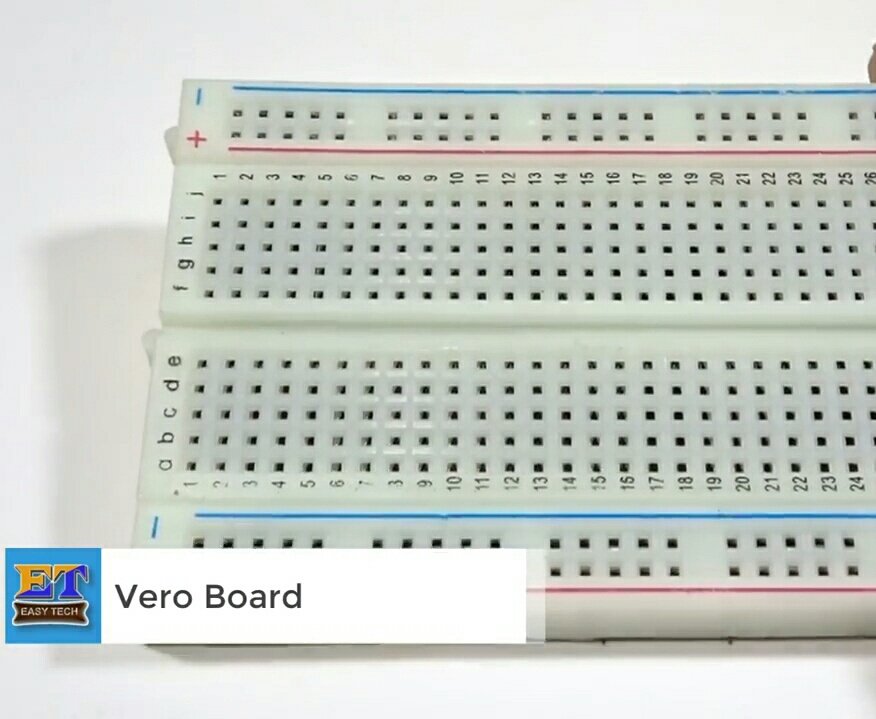 −
+
1 2 3 4 5 6 7 8 9 10 11 12 13 14 15 16 17 18 19 20 21 22 23 24 25 26
j
i
h
g
f
e
d
c
b
a
1 2 3 4 5 6 7 8 9 10 11 12 13 14 15 16 17 18 19 20 21 22 23 24
−
ET
EASY TECH
Vero Board